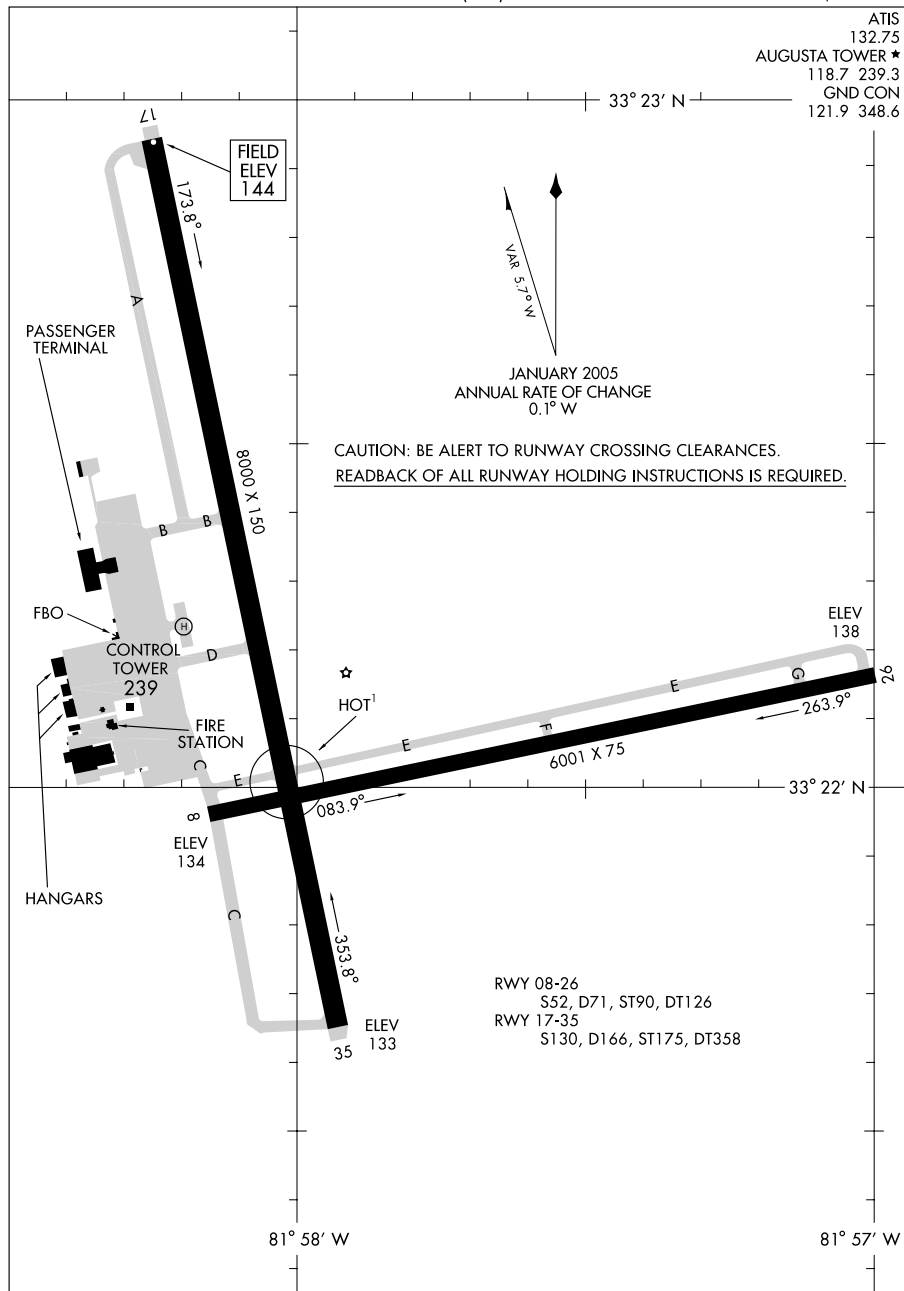 ATIS
132.75
AUGUSTA TOWER ★
118.7 239.3
GND CON
121.9 348.6
33° 23' N
17
FIELD
ELEV
144
173.8°
VAR 5.7° W
JANUARY 2005
ANNUAL RATE OF CHANGE
0.1° W
A
PASSENGER
TERMINAL
8000 X 150
CAUTION: BE ALERT TO RUNWAY CROSSING CLEARANCES.
READBACK OF ALL RUNWAY HOLDING INSTRUCTIONS IS REQUIRED.
B
B
FBO
H
CONTROL
TOWER
239
D
ELEV
138
26
G
E
263.9°
HOT¹
FIRE
STATION
F
E
6001 X 75
C
E
33° 22' N
083.9°
8
ELEV
134
HANGARS
C
353.8°
RWY 08-26
S52, D71, ST90, DT126
RWY 17-35
S130, D166, ST175, DT358
ELEV
133
35
81° 58' W
81° 57' W